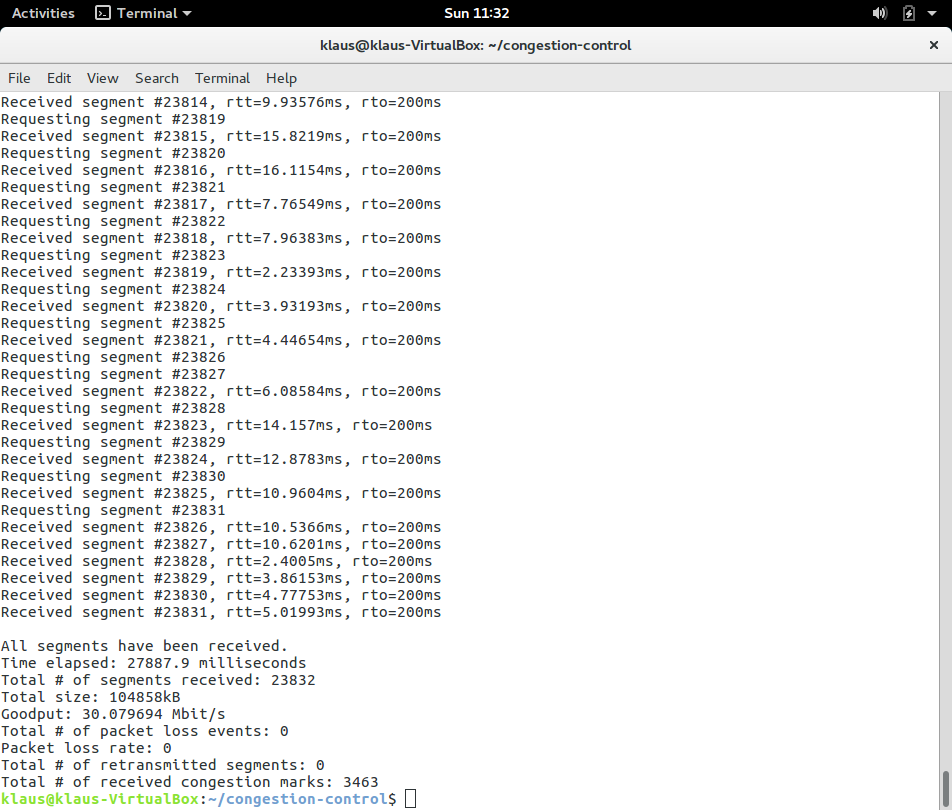 Activities Terminal Sun 11:32
klaus@klaus-VirtualBox: ~/congestion-control
File Edit View Search Terminal Help
Received segment #23814, rtt=9.93576ms, rto=200ms
Requesting segment #23819
Received segment #23815, rtt=15.8219ms, rto=200ms
Requesting segment #23820
Received segment #23816, rtt=16.1154ms, rto=200ms
Requesting segment #23821
Received segment #23817, rtt=7.76549ms, rto=200ms
Requesting segment #23822
Received segment #23818, rtt=7.96383ms, rto=200ms
Requesting segment #23823
Received segment #23819, rtt=2.23393ms, rto=200ms
Requesting segment #23824
Received segment #23820, rtt=3.93193ms, rto=200ms
Requesting segment #23825
Received segment #23821, rtt=4.44654ms, rto=200ms
Requesting segment #23826
Requesting segment #23827
Received segment #23822, rtt=6.08584ms, rto=200ms
Requesting segment #23828
Received segment #23823, rtt=14.157ms, rto=200ms
Requesting segment #23829
Received segment #23824, rtt=12.8783ms, rto=200ms
Requesting segment #23830
Received segment #23825, rtt=10.9604ms, rto=200ms
Requesting segment #23831
Received segment #23826, rtt=10.5366ms, rto=200ms
Received segment #23827, rtt=10.6201ms, rto=200ms
Received segment #23828, rtt=2.4005ms, rto=200ms
Received segment #23829, rtt=3.86153ms, rto=200ms
Received segment #23830, rtt=4.77753ms, rto=200ms
Received segment #23831, rtt=5.01993ms, rto=200ms
All segments have been received.
Time elapsed: 27887.9 milliseconds
Total # of segments received: 23832
Total size: 104858kB
Goodput: 30.079694 Mbit/s
Total # of packet loss events: 0
Packet loss rate: 0
Total # of retransmitted segments: 0
Total # of received congestion marks: 3463
klaus@klaus-VirtualBox:~/congestion-control$